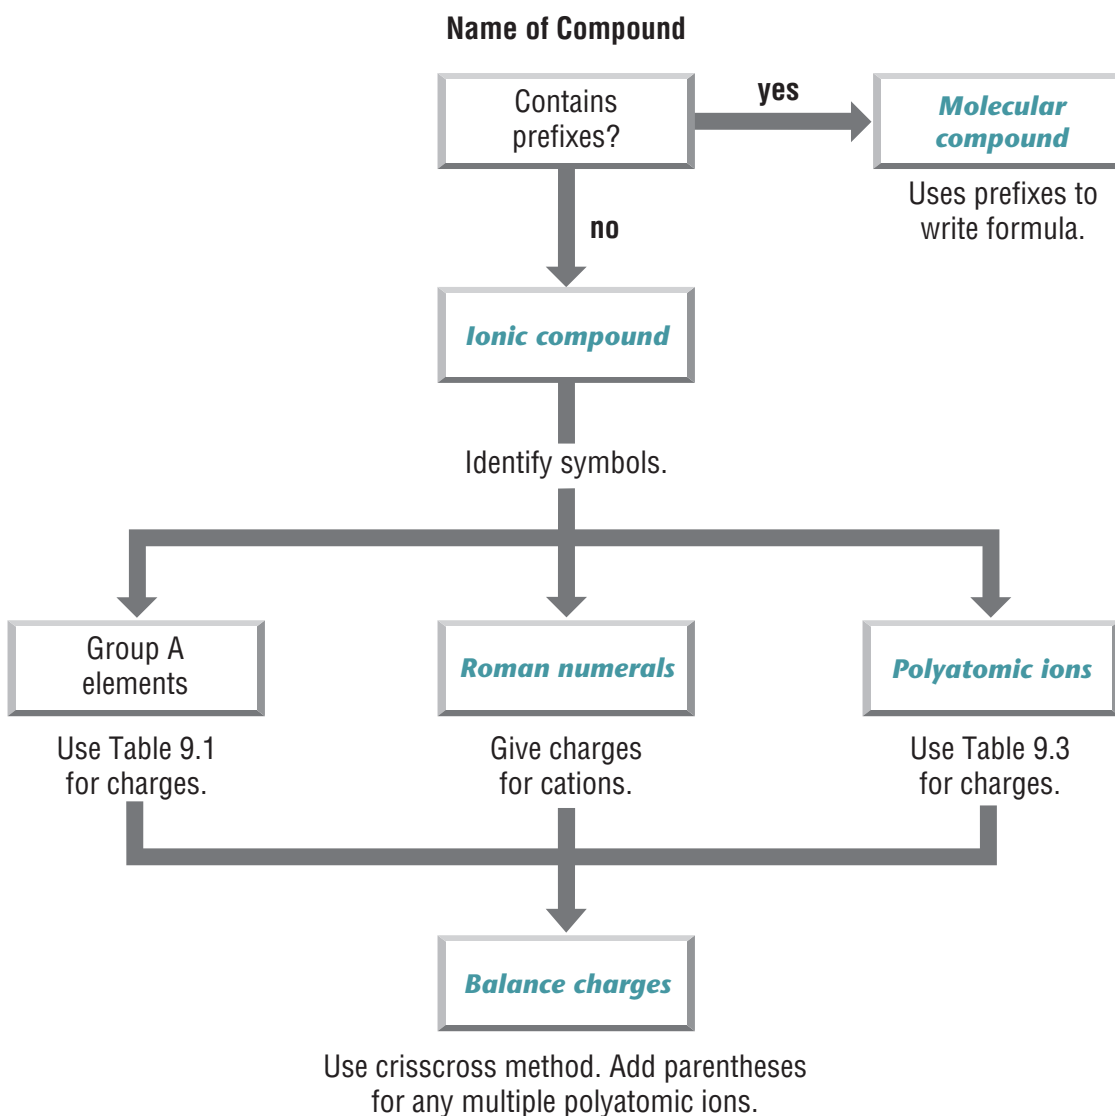 Name of Compound
Contains
prefixes?
yes
Molecular
compound
Uses prefixes to
write formula.
no
Ionic compound
Identify symbols.
Group A
elements
Roman numerals
Polyatomic ions
Use Table 9.1
for charges.
Give charges
for cations.
Use Table 9.3
for charges.
Balance charges
Use crisscross method. Add parentheses
for any multiple polyatomic ions.